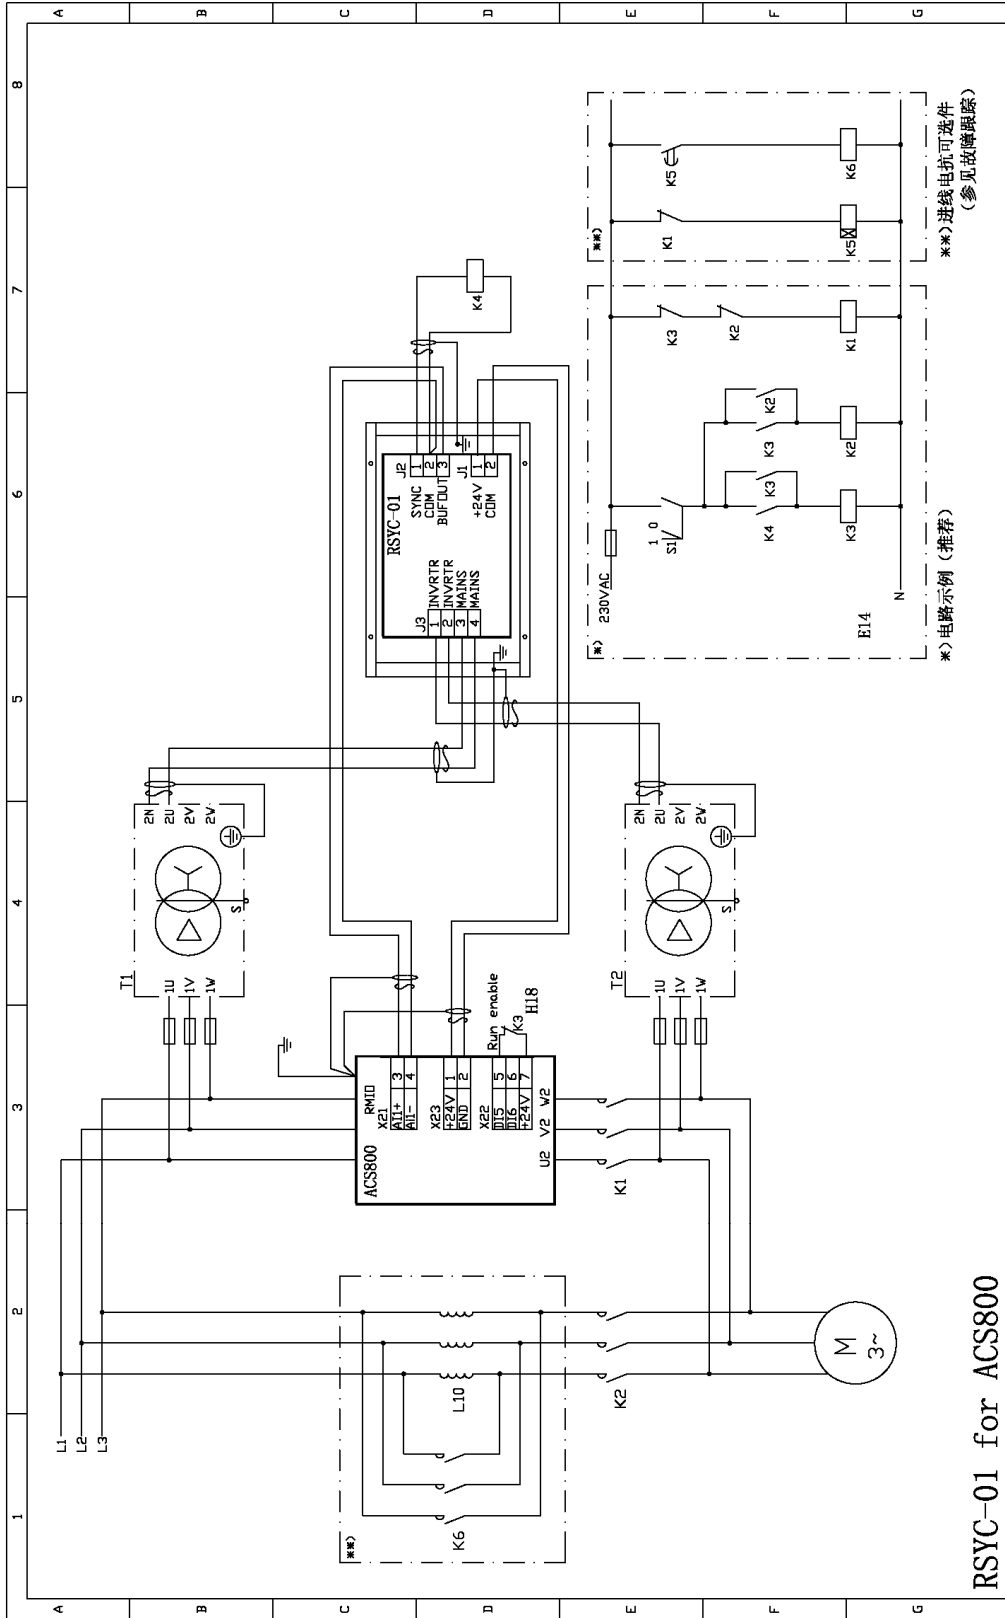 1 2 3 4 5 6 7 8
A B C D E F G
A B C D E F G
L1
L2
L3
**)
K6
L10
K2
M
3~
RSYC-01 for ACS800
T1
1U
1V
1W
2N
2U
2V
2W
S
ACS800
RMIO
X21
AI1+ 3
AI1- 4
X23
+24V 1
GND 2
X22
DI5 5
DI6 6
+24V 7
U2 V2 W2
Run enable
K3
H18
K1
T2
1U
1V
1W
2N
2U
2V
2W
S
RSYC-01
J3
1 INVRTR
2 INVRTR
3 MAINS
4 MAINS
J2
SYNC 1
COM 2
BUFOUT 3
J1
+24V 1
COM 2
K4
*)
230VAC
1 0
S1
K4
K3
K3
K2
K3
K2
K3
K2
K1
E14
N
*)电路示例(推荐)
**)
K1
K5
K5
K6
**)进线电抗可选件
(参见故障跟踪)